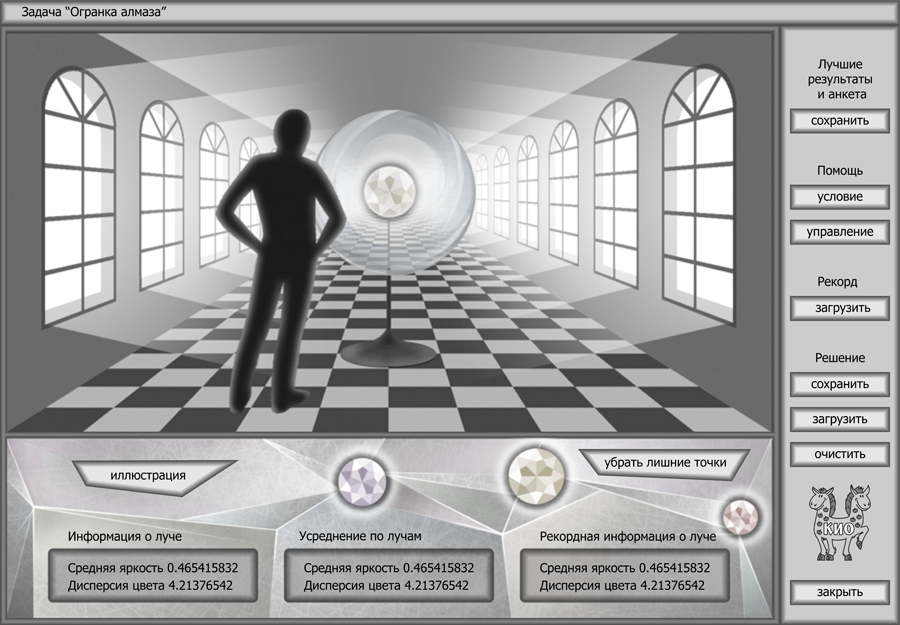 Задача “Огранка алмаза”
Лучшие
результаты
и анкета
сохранить
Помощь
условие
управление
Рекорд
загрузить
Решение
сохранить
загрузить
очистить
КИО
закрыть
иллюстрация
убрать лишние точки
Информация о луче
Средняя яркость 0.465415832
Дисперсия цвета 4.21376542
Усреднение по лучам
Средняя яркость 0.465415832
Дисперсия цвета 4.21376542
Рекордная информация о луче
Средняя яркость 0.465415832
Дисперсия цвета 4.21376542